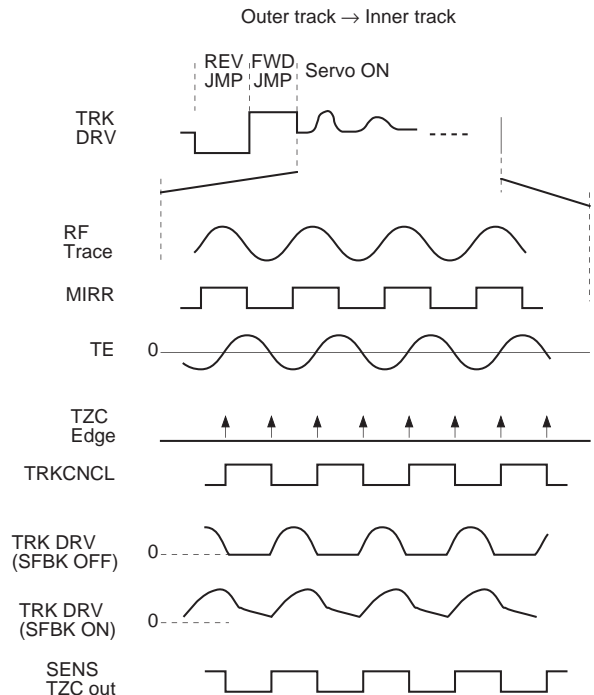 Outer track → Inner track
REV FWD
JMP JMP
Servo ON
TRK
DRV
RF
Trace
MIRR
TE
0
TZC
Edge
TRKCNCL
TRK DRV
(SFBK OFF)
0
TRK DRV
(SFBK ON)
0
SENS
TZC out